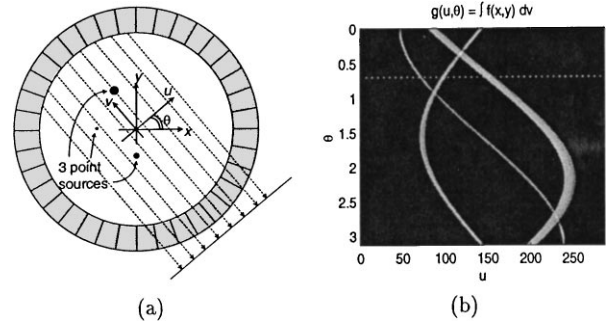 y
u
v
θ
x
3 point
sources
(a)
g(u,θ) = ∫ f(x,y) dv
0
0.5
1
1.5
2
2.5
3
θ
0 50 100 150 200 250
u
(b)